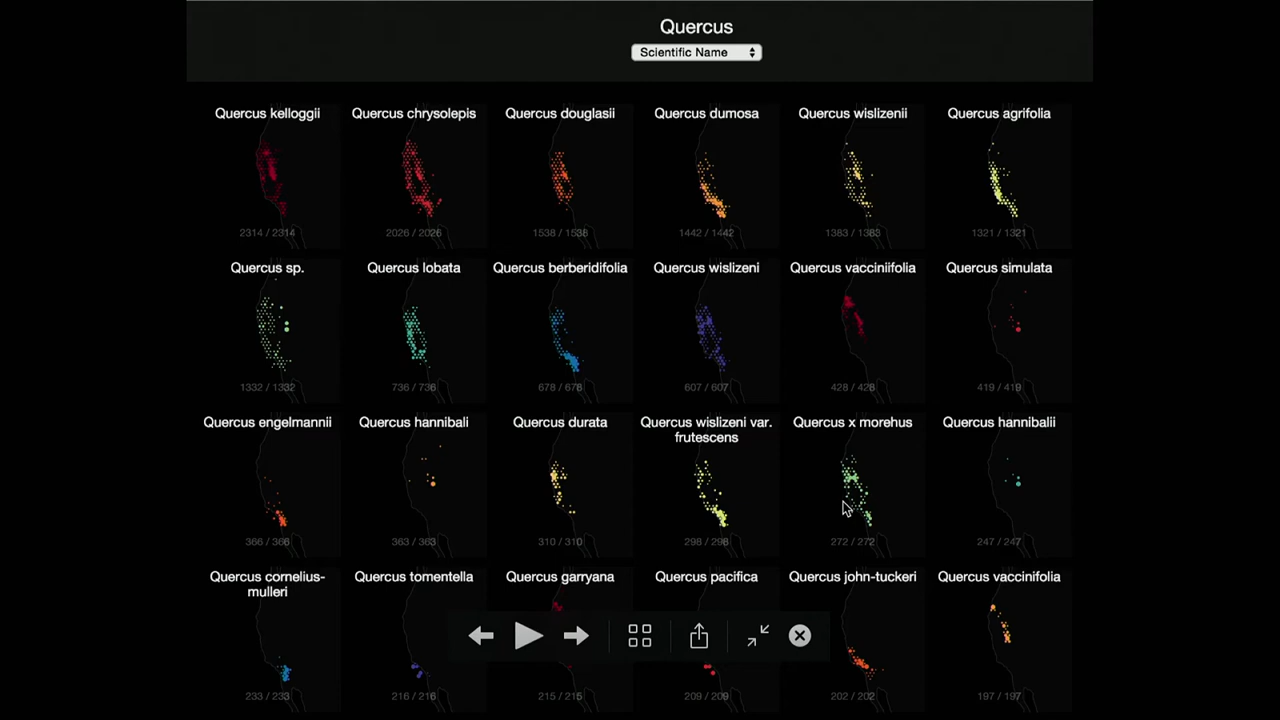 Quercus
Scientific Name
Quercus kelloggii
Quercus chrysolepis
Quercus douglasii
Quercus dumosa
Quercus wislizenii
Quercus agrifolia
2314 / 2314
2026 / 2026
1538 / 1538
1442 / 1442
1383 / 1383
1321 / 1321
Quercus sp.
Quercus lobata
Quercus berberidifolia
Quercus wislizeni
Quercus vacciniifolia
Quercus simulata
1332 / 1332
736 / 736
678 / 678
607 / 607
428 / 428
419 / 419
Quercus engelmannii
Quercus hannibali
Quercus durata
Quercus wislizeni var.
frutescens
Quercus x morehus
Quercus hannibalii
366 / 366
363 / 363
310 / 310
298 / 298
272 / 272
247 / 247
Quercus cornelius-
mulleri
Quercus tomentella
Quercus garryana
Quercus pacifica
Quercus john-tuckeri
Quercus vaccinifolia
233 / 233
216 / 216
215 / 215
209 / 209
202 / 202
197 / 197